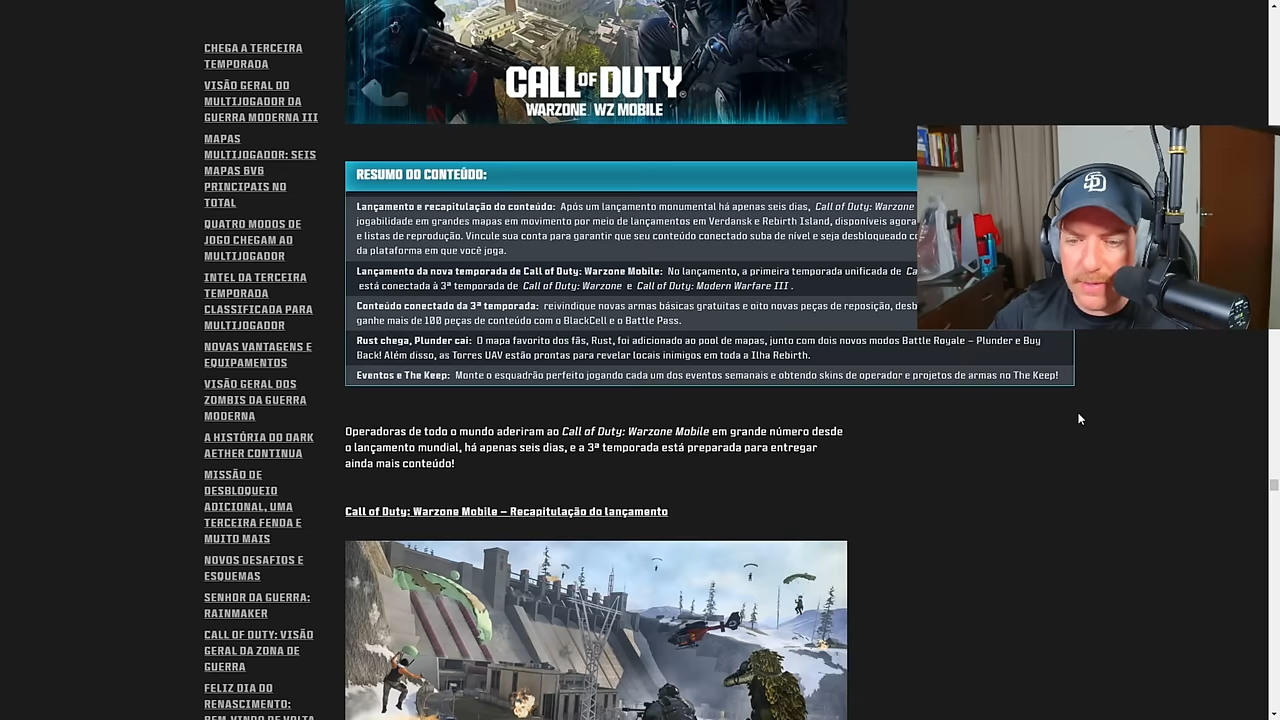 CHEGA A TERCEIRA
TEMPORADA
VISÃO GERAL DO
MULTIJOGADOR DA
GUERRA MODERNA III
MAPAS
MULTIJOGADOR: SEIS
MAPAS 6V6
PRINCIPAIS NO
TOTAL
QUATRO MODOS DE
JOGO CHEGAM AO
MULTIJOGADOR
INTEL DA TERCEIRA
TEMPORADA
CLASSIFICADA PARA
MULTIJOGADOR
NOVAS VANTAGENS E
EQUIPAMENTOS
VISÃO GERAL DOS
ZOMBIS DA GUERRA
MODERNA
A HISTÓRIA DO DARK
AETHER CONTINUA
MISSÃO DE
DESBLOQUEIO
ADICIONAL, UMA
TERCEIRA FENDA E
MUITO MAIS
NOVOS DESAFIOS E
ESQUEMAS
SENHOR DA GUERRA:
RAINMAKER
CALL OF DUTY: VISÃO
GERAL DA ZONA DE
GUERRA
FELIZ DIA DO
RENASCIMENTO:
BEM-VINDO DE VOLTA
CALL OF DUTY®
WARZONE | WZ MOBILE
RESUMO DO CONTEÚDO:
Lançamento e recapitulação do conteúdo: Após um lançamento monumental há apenas seis dias, Call of Duty: Warzone
jogabilidade em grandes mapas em movimento por meio de lançamentos em Verdansk e Rebirth Island, disponíveis agora
e listas de reprodução. Vincule sua conta para garantir que seu conteúdo conectado suba de nível e seja desbloqueado
da plataforma em que você joga.
Lançamento da nova temporada de Call of Duty: Warzone Mobile: No lançamento, a primeira temporada unificada de
está conectada à 3ª temporada de Call of Duty: Warzone e Call of Duty: Modern Warfare III .
Conteúdo conectado da 3ª temporada: reivindique novas armas básicas gratuitas e oito novas peças de reposição,
ganhe mais de 100 peças de conteúdo com o BlackCell e o Battle Pass.
Rust chega, Plunder cai: O mapa favorito dos fãs, Rust, foi adicionado ao pool de mapas, junto com dois novos modos Battle Royale – Plunder e Buy
Back! Além disso, as Torres UAV estão prontas para revelar locais inimigos em toda a Ilha Rebirth.
Eventos e The Keep: Monte o esquadrão perfeito jogando cada um dos eventos semanais e obtendo skins de operador e projetos de armas no The Keep!
Operadoras de todo o mundo aderiram ao Call of Duty: Warzone Mobile em grande número desde
o lançamento mundial, há apenas seis dias, e a 3ª temporada está preparada para entregar
ainda mais conteúdo!
Call of Duty: Warzone Mobile – Recapitulação do lançamento
SD